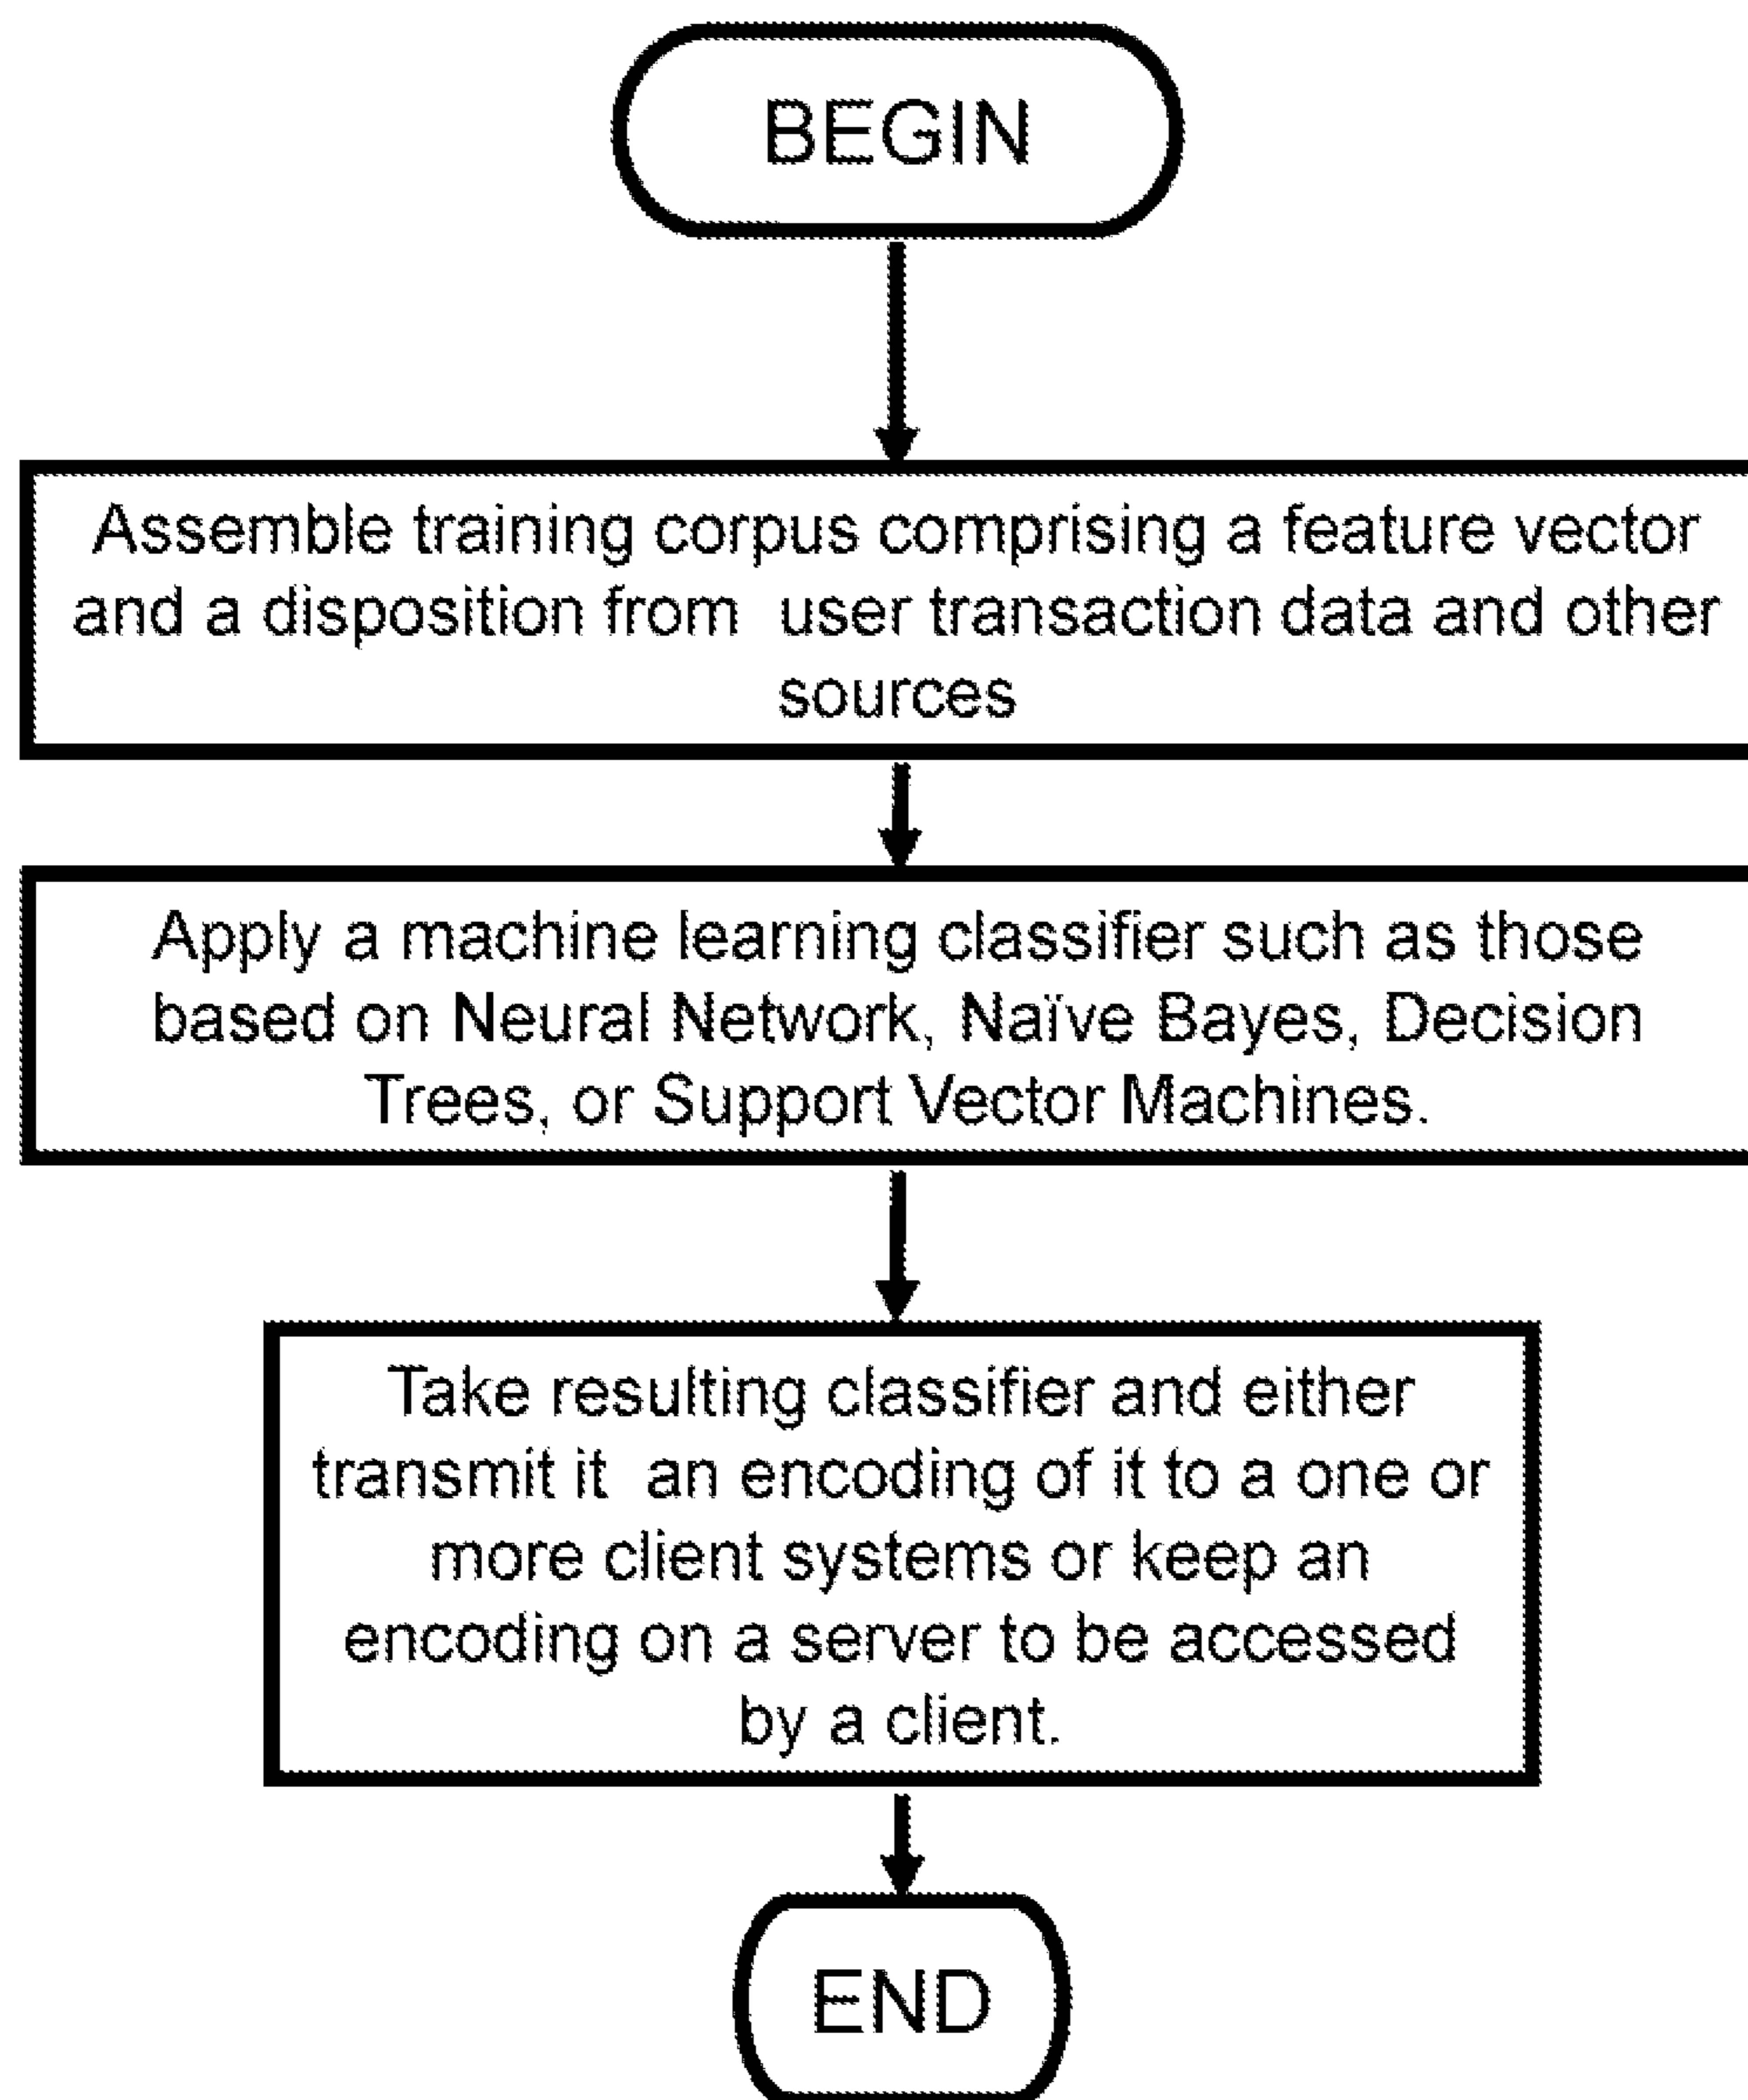 BEGIN
Assemble training corpus comprising a feature vector
and a disposition from user transaction data and other
sources
Apply a machine learning classifier such as those
based on Neural Network, Naïve Bayes, Decision
Trees, or Support Vector Machines.
Take resulting classifier and either
transmit it an encoding of it to a one or
more client systems or keep an
encoding on a server to be accessed
by a client.
END